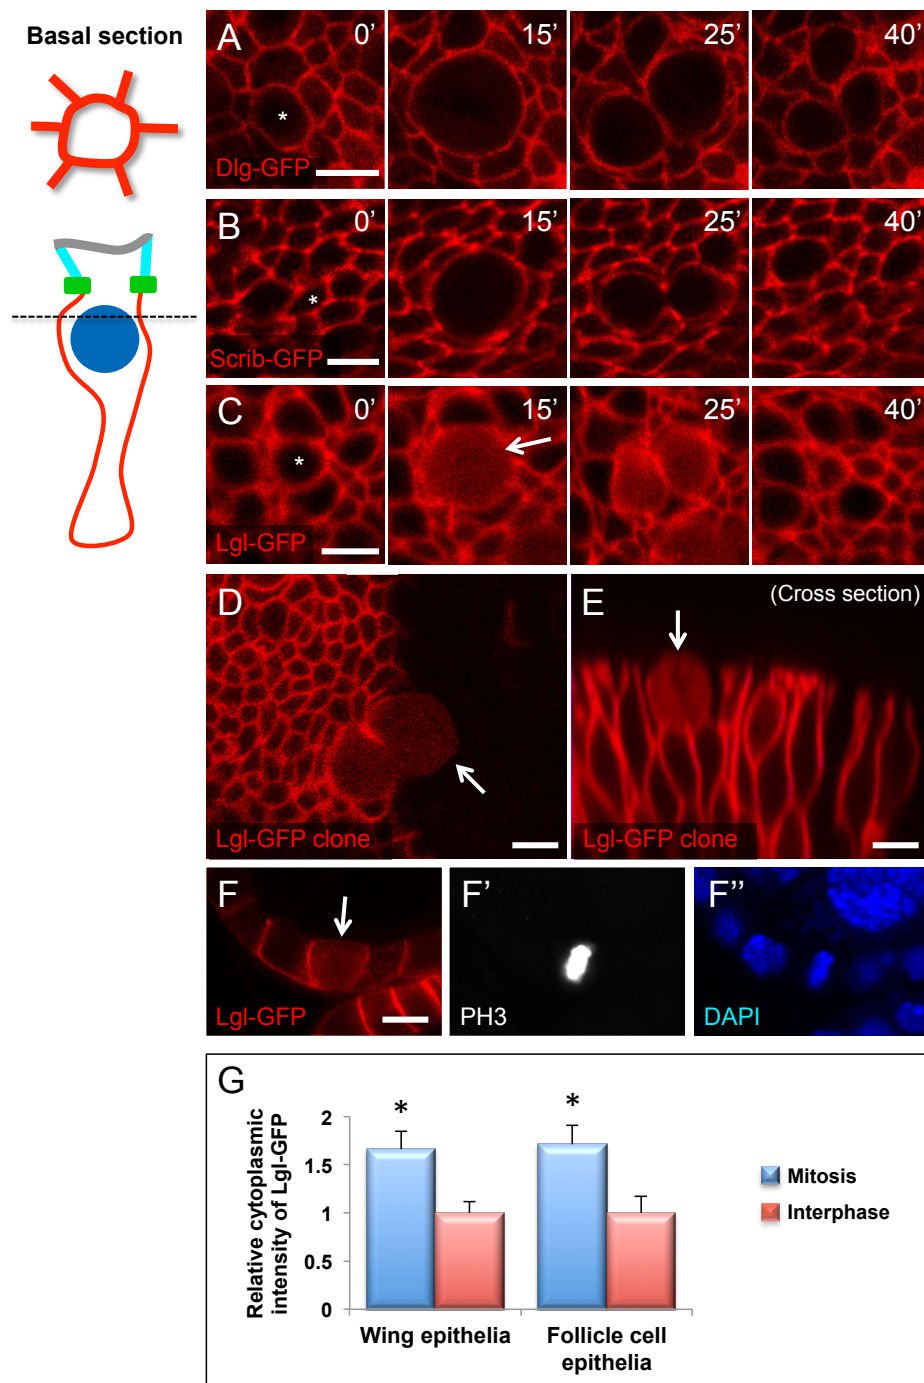 Basal section
A
0'
15'
25'
40'
*
Dlg-GFP
B
0'
15'
25'
40'
*
Scrib-GFP
C
0'
15'
25'
40'
*
Lgl-GFP
D
Lgl-GFP clone
E
(Cross section)
Lgl-GFP clone
F
Lgl-GFP
F'
PH3
F"
DAPI
G
Relative cytoplasmic
intensity of Lgl-GFP
2
1.5
1
0.5
0
*
*
Wing epithelia
Follicle cell
epithelia
Mitosis
Interphase